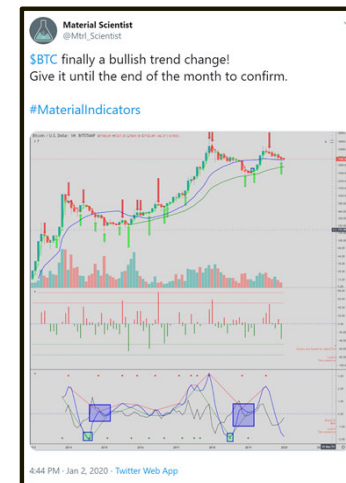 Material Scientist
@Mtrl_Scientist
$BTC finally a bullish trend change!
Give it until the end of the month to confirm.
#MaterialIndicators
4:44 PM · Jan 2, 2020 · Twitter Web App